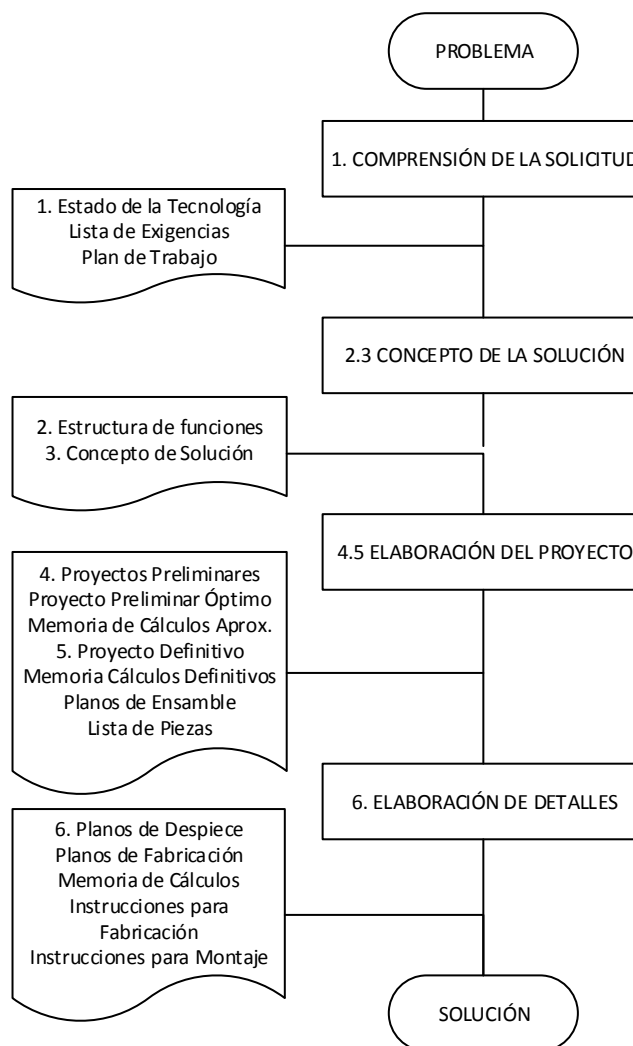 PROBLEMA
1. COMPRENSIÓN DE LA SOLICITUD
1. Estado de la Tecnología
Lista de Exigencias
Plan de Trabajo
2.3 CONCEPTO DE LA SOLUCIÓN
2. Estructura de funciones
3. Concepto de Solución
4.5 ELABORACIÓN DEL PROYECTO
4. Proyectos Preliminares
Proyecto Preliminar Óptimo
Memoria de Cálculos Aprox.
5. Proyecto Definitivo
Memoria Cálculos Definitivos
Planos de Ensamble
Lista de Piezas
6. ELABORACIÓN DE DETALLES
6. Planos de Despiece
Planos de Fabricación
Memoria de Cálculos
Instrucciones para
Fabricación
Instrucciones para Montaje
SOLUCIÓN